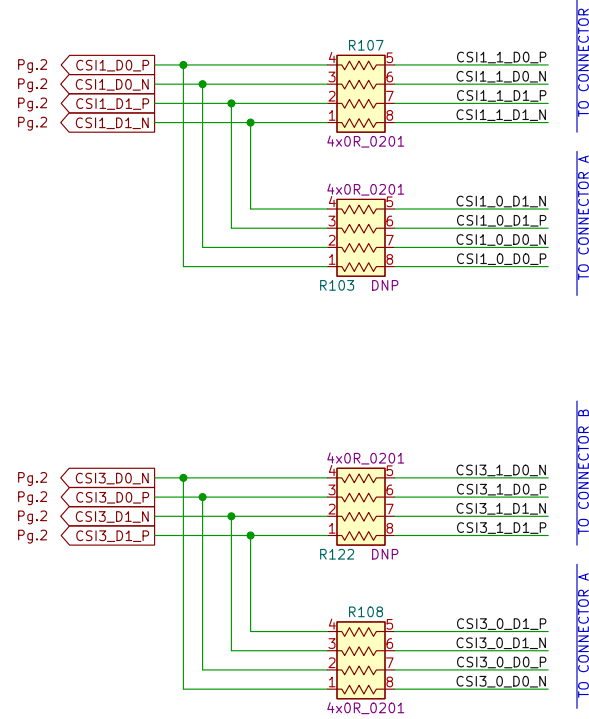 R107
Pg.2 CSI1_D0_P 4 5 CSI1_1_D0_P
Pg.2 CSI1_D0_N 3 6 CSI1_1_D0_N
Pg.2 CSI1_D1_P 2 7 CSI1_1_D1_P
Pg.2 CSI1_D1_N 1 8 CSI1_1_D1_N
4x0R_0201
TO CONNECTOR
4x0R_0201
4 5 CSI1_0_D1_N
3 6 CSI1_0_D1_P
2 7 CSI1_0_D0_N
1 8 CSI1_0_D0_P
R103 DNP
TO CONNECTOR A
4x0R_0201
Pg.2 CSI3_D0_N 4 5 CSI3_1_D0_N
Pg.2 CSI3_D0_P 3 6 CSI3_1_D0_P
Pg.2 CSI3_D1_N 2 7 CSI3_1_D1_N
Pg.2 CSI3_D1_P 1 8 CSI3_1_D1_P
R122 DNP
TO CONNECTOR B
R108
4 5 CSI3_0_D1_P
3 6 CSI3_0_D1_N
2 7 CSI3_0_D0_P
1 8 CSI3_0_D0_N
4x0R_0201
TO CONNECTOR A